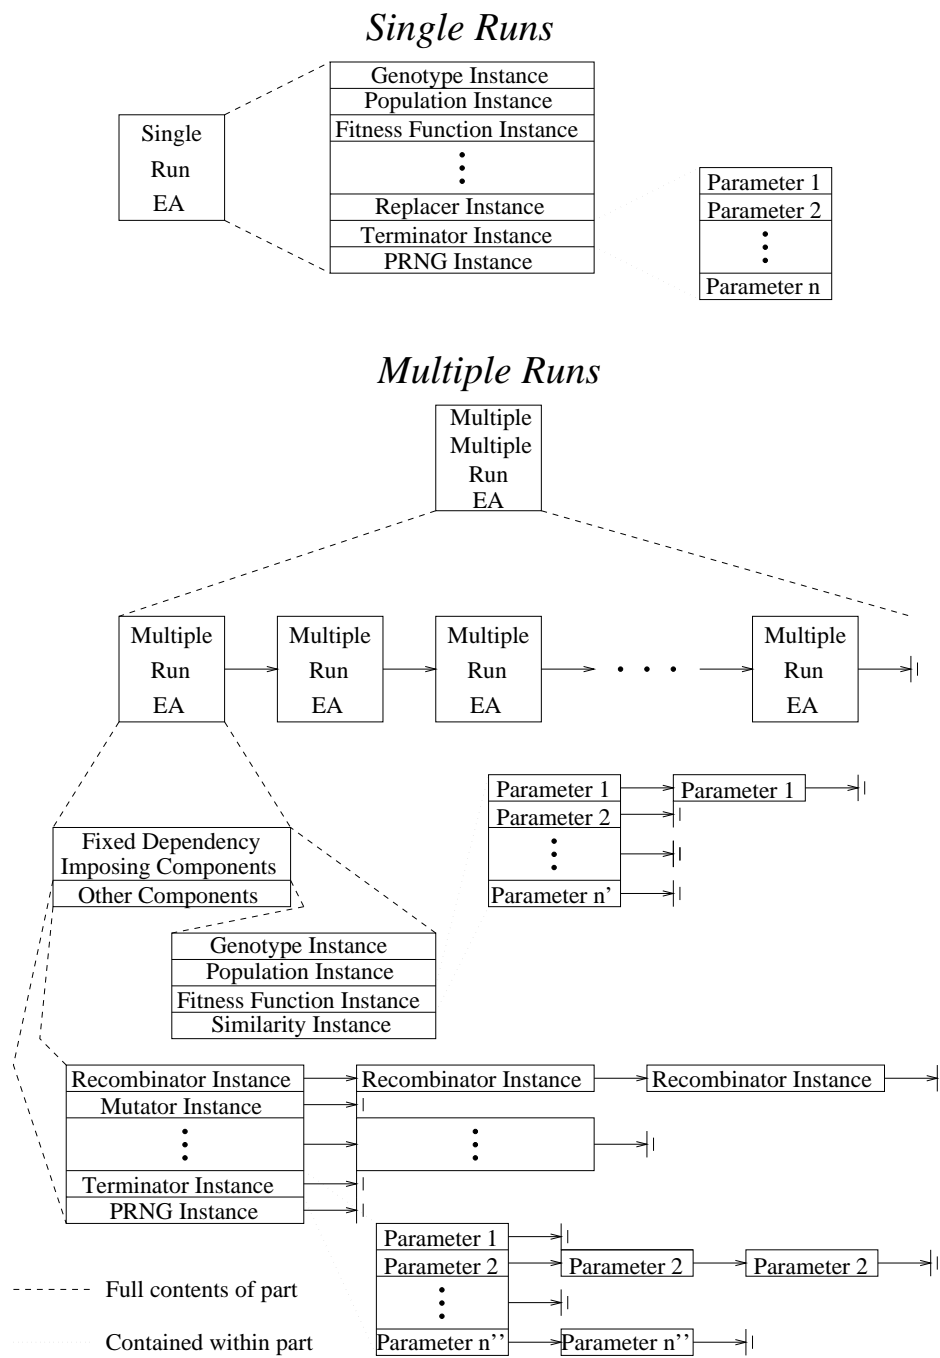 Single Runs
Genotype Instance
Population Instance
Fitness Function Instance
Replacer Instance
Terminator Instance
PRNG Instance
Single
Run
EA
Parameter 1
Parameter 2
Parameter n
Multiple Runs
Multiple
Multiple
Run
EA
Multiple
Run
EA
Multiple
Run
EA
Multiple
Run
EA
Multiple
Run
EA
Parameter 1
Parameter 1
Parameter 2
Parameter n'
Fixed Dependency
Imposing Components
Other Components
Genotype Instance
Population Instance
Fitness Function Instance
Similarity Instance
Recombinator Instance
Recombinator Instance
Recombinator Instance
Mutator Instance
Terminator Instance
PRNG Instance
Parameter 1
Parameter 2
Parameter 2
Parameter 2
Parameter n''
Parameter n''
Full contents of part
Contained within part